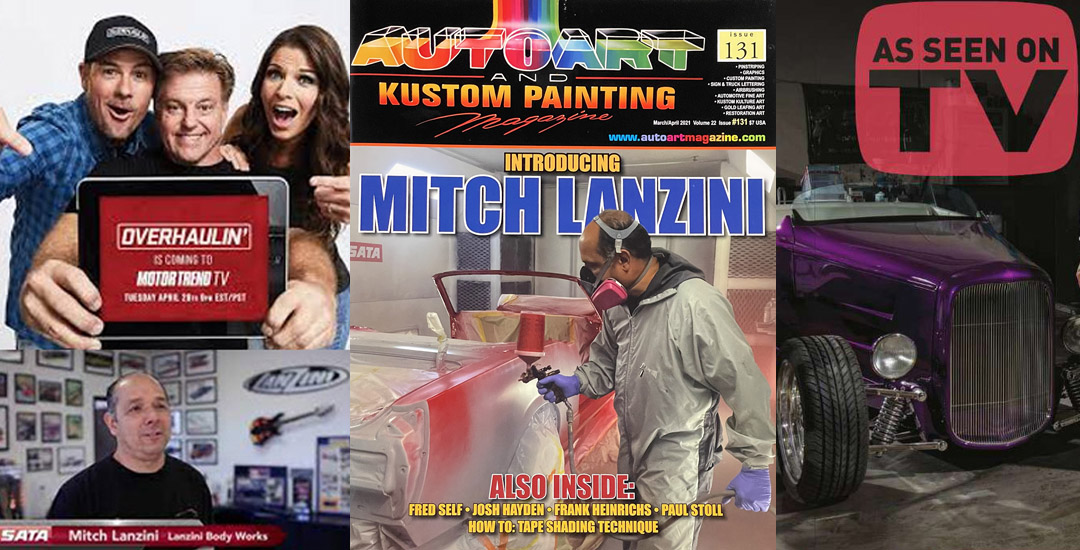 OVERHAULIN'
OVERHAULIN'
IS COMING TO
MOTORTREND TV
TUESDAY APRIL 28TH 9PM EST/PST
LANZINI
SATA
Mitch Lanzini Lanzini Body Works
AUTOART
AND
KUSTOM PAINTING
Magazine
issue
131
• PINSTRIPING
• GRAPHICS
• CUSTOM PAINTING
• SIGN & TRUCK LETTERING
• AIRBRUSHING
• AUTOMOTIVE FINE ART
• KUSTOM KULTURE ART
• GOLD LEAFING ART
• RESTORATION ART
March/April 2021 Volume 22 Issue #131 $7 USA
www.autoartmagazine.com
INTRODUCING
MITCH LANZINI
SATA
ALSO INSIDE:
FRED SELF • JOSH HAYDEN • FRANK HEINRICHS • PAUL STOLL
HOW TO: TAPE SHADING TECHNIQUE
AS SEEN ON
TV